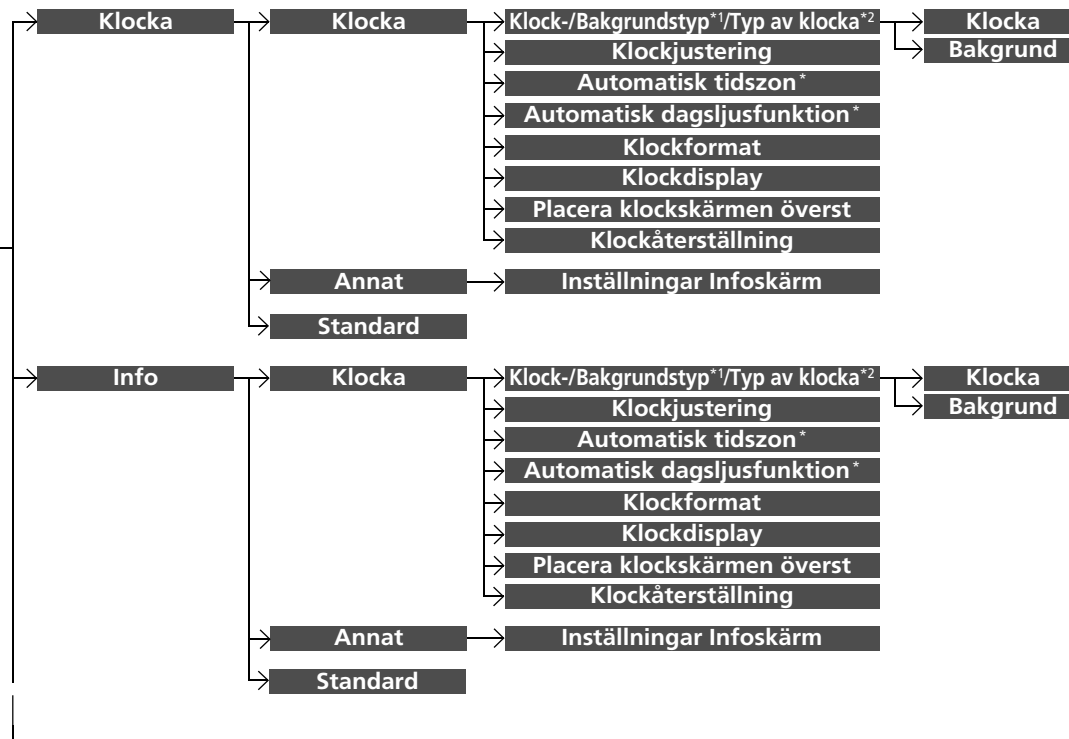 Klocka Klocka Klock-/Bakgrundstyp*1/Typ av klocka*2 Klocka
Klockjustering Bakgrund
Automatisk tidszon*
Automatisk dagsljusfunktion*
Klockformat
Klockdisplay
Placera klockskärmen överst
Klockåterställning
Annat Inställningar Infoskärm
Standard
Info Klocka Klock-/Bakgrundstyp*1/Typ av klocka*2 Klocka
Klockjustering Bakgrund
Automatisk tidszon*
Automatisk dagsljusfunktion*
Klockformat
Klockdisplay
Placera klockskärmen överst
Klockåterställning
Annat Inställningar Infoskärm
Standard